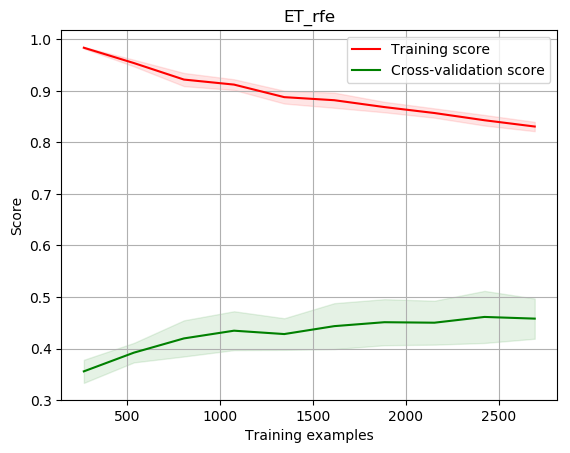 ET_rfe
Training score
Cross-validation score
1.0
0.9
0.8
0.7
0.6
0.5
0.4
0.3
Score
500
1000
1500
2000
2500
Training examples